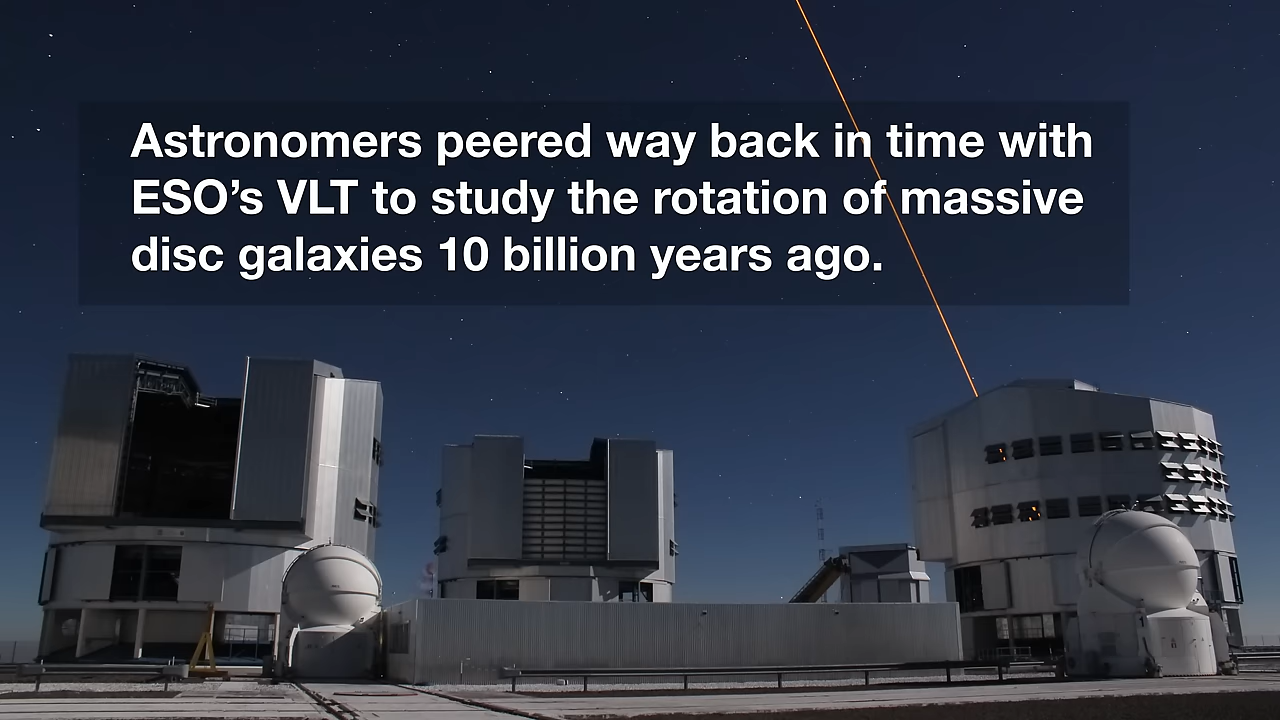 Astronomers peered way back in time with
ESO’s VLT to study the rotation of massive
disc galaxies 10 billion years ago.